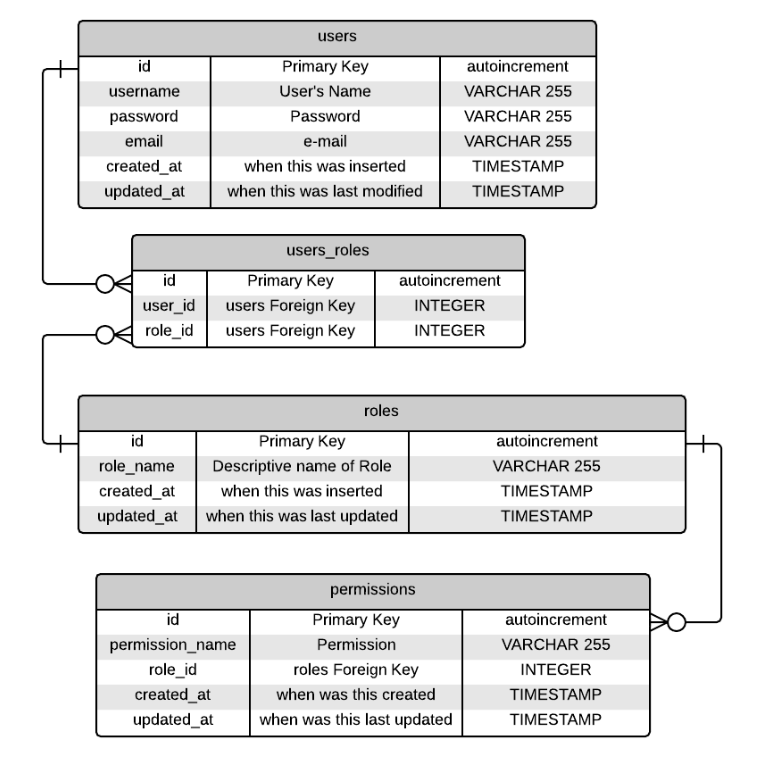 users
id Primary Key autoincrement
username User's Name VARCHAR 255
password Password VARCHAR 255
email e-mail VARCHAR 255
created_at when this was inserted TIMESTAMP
updated_at when this was last modified TIMESTAMP
users_roles
id Primary Key autoincrement
user_id users Foreign Key INTEGER
role_id users Foreign Key INTEGER
roles
id Primary Key autoincrement
role_name Descriptive name of Role VARCHAR 255
created_at when this was inserted TIMESTAMP
updated_at when this was last updated TIMESTAMP
permissions
id Primary Key autoincrement
permission_name Permission VARCHAR 255
role_id roles Foreign Key INTEGER
created_at when was this created TIMESTAMP
updated_at when was this last updated TIMESTAMP